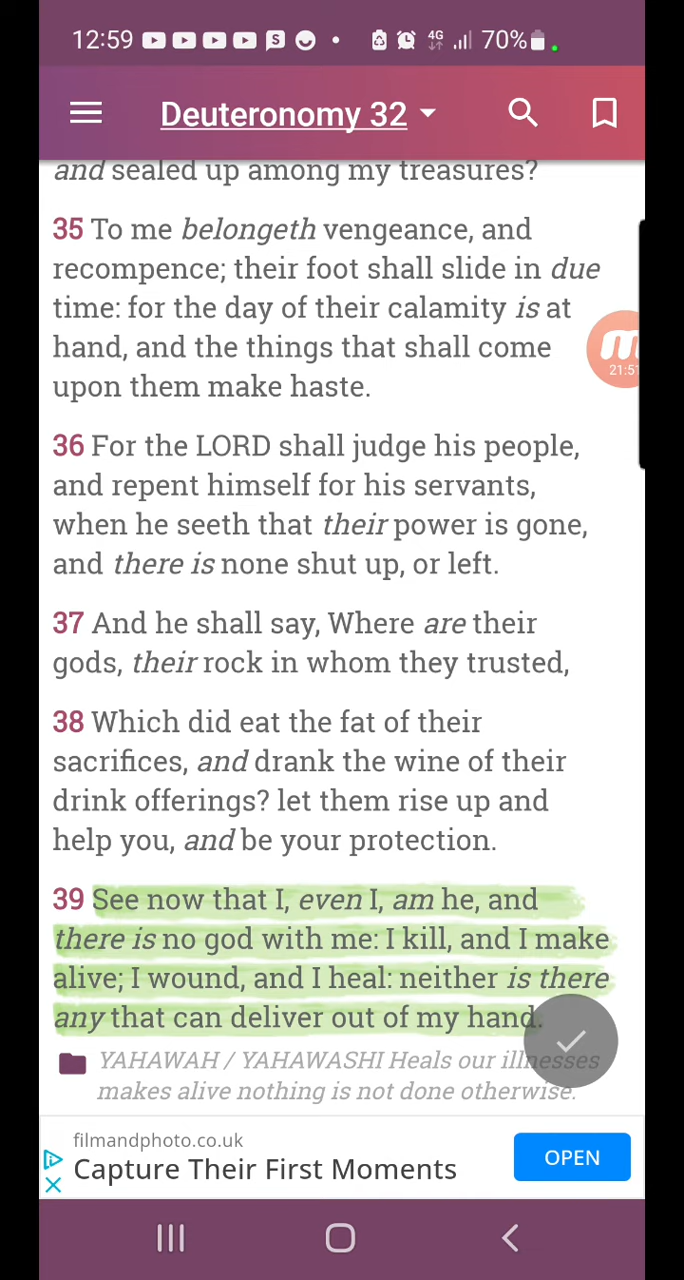 12:59 S 4G 70%
Deuteronomy 32
and sealed up among my treasures?
35 To me belongeth vengeance, and
recompence; their foot shall slide in due
time: for the day of their calamity is at
hand, and the things that shall come
upon them make haste.
21:51
36 For the LORD shall judge his people,
and repent himself for his servants,
when he seeth that their power is gone,
and there is none shut up, or left.
37 And he shall say, Where are their
gods, their rock in whom they trusted,
38 Which did eat the fat of their
sacrifices, and drank the wine of their
drink offerings? let them rise up and
help you, and be your protection.
39 See now that I, even I, am he, and
there is no god with me: I kill, and I make
alive; I wound, and I heal: neither is there
any that can deliver out of my hand.
YAHAWAH / YAHAWASHI Heals our illnesses
makes alive nothing is not done otherwise.
filmandphoto.co.uk
Capture Their First Moments
OPEN